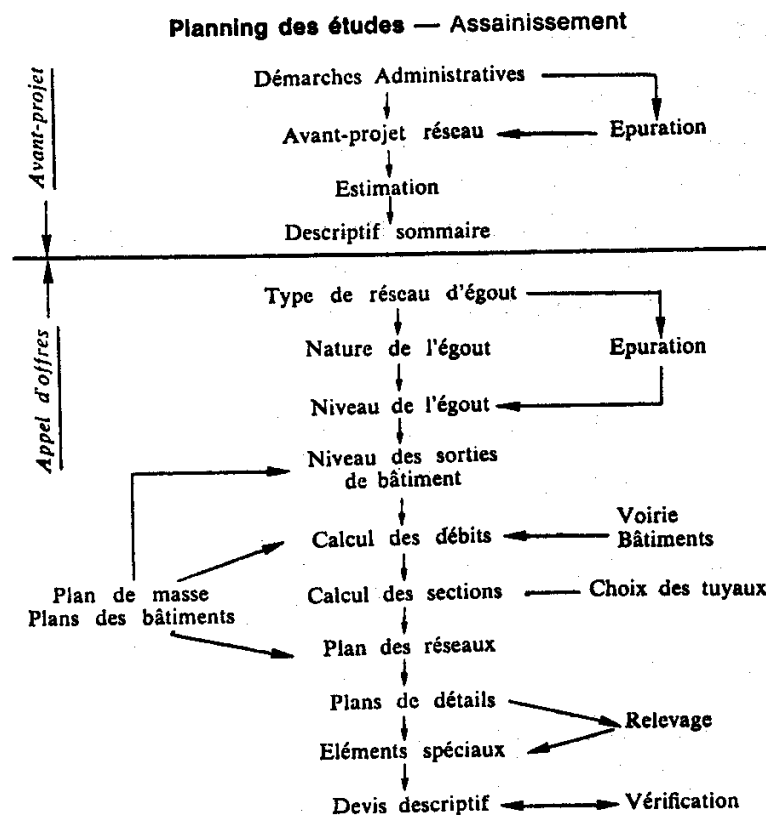 Planning des études — Assainissement
Avant-projet
Démarches Administratives
Avant-projet réseau
Epuration
Estimation
Descriptif sommaire
Appel d'offres
Type de réseau d'égout
Nature de l'égout
Epuration
Niveau de l'égout
Niveau des sorties
de bâtiment
Calcul des débits
Voirie
Bâtiments
Plan de masse
Plans des bâtiments
Calcul des sections
Choix des tuyaux
Plan des réseaux
Plans de détails
Relevage
Eléments spéciaux
Devis descriptif
Vérification